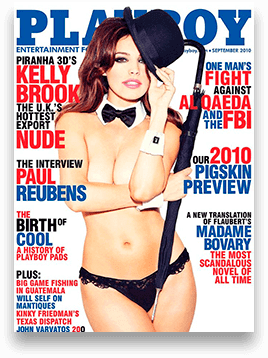 PLAYBOY
ENTERTAINMENT FO
playboy.com • SEPTEMBER 2010
PIRANHA 3D'S
KELLY
BROOK
THE U.K.'S
HOTTEST
EXPORT
NUDE
ONE MAN'S
FIGHT
AGAINST
AL QAEDA
AND THE
FBI
THE INTERVIEW
PAUL
REUBENS
OUR 2010
PIGSKIN
PREVIEW
THE
BIRTH OF
COOL
A HISTORY OF
PLAYBOY PADS
A NEW TRANSLATION
OF FLAUBERT'S
MADAME
BOVARY
THE MOST
SCANDALOUS
NOVEL OF
ALL TIME
PLUS:
BIG GAME FISHING
IN GUATEMALA
WILL SELF ON
MANTIQUES
KINKY FRIEDMAN'S
TEXAS DISPATCH
JOHN VARVATOS